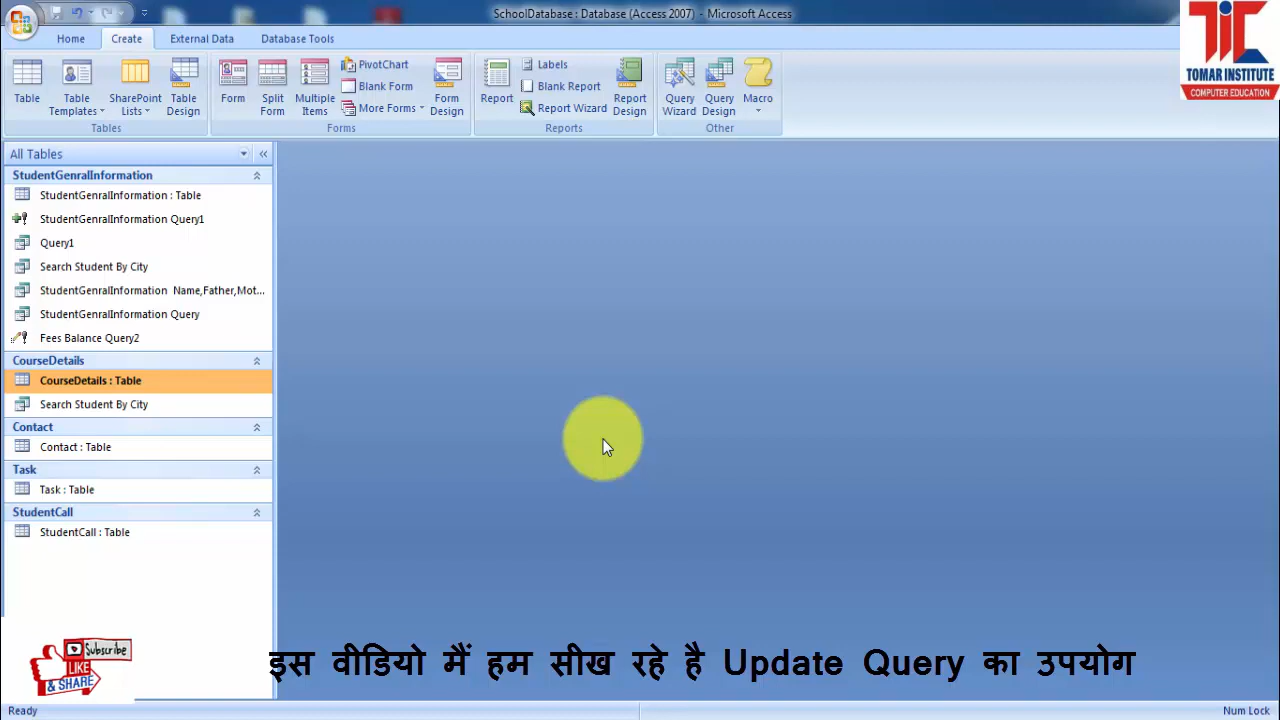 SchoolDatabase : Database (Access 2007) - Microsoft Access
Home Create External Data Database Tools
Table
Table Templates
SharePoint Lists
Table Design
Tables
Form
Split Form
Multiple Items
PivotChart
Blank Form
More Forms
Form Design
Forms
Report
Labels
Blank Report
Report Wizard
Report Design
Reports
Query Wizard
Query Design
Macro
Other
TIC
TOMAR INSTITUTE
COMPUTER EDUCATION
All Tables
StudentGenralInformation
StudentGenralInformation : Table
StudentGenralInformation Query1
Query1
Search Student By City
StudentGenralInformation Name,Father,Mot...
StudentGenralInformation Query
Fees Balance Query2
CourseDetails
CourseDetails : Table
Search Student By City
Contact
Contact : Table
Task
Task : Table
StudentCall
StudentCall : Table
Subscribe
LIKE
& SHARE
इस वीडियो मैं हम सीख रहे है Update Query का उपयोग
Ready
Num Lock